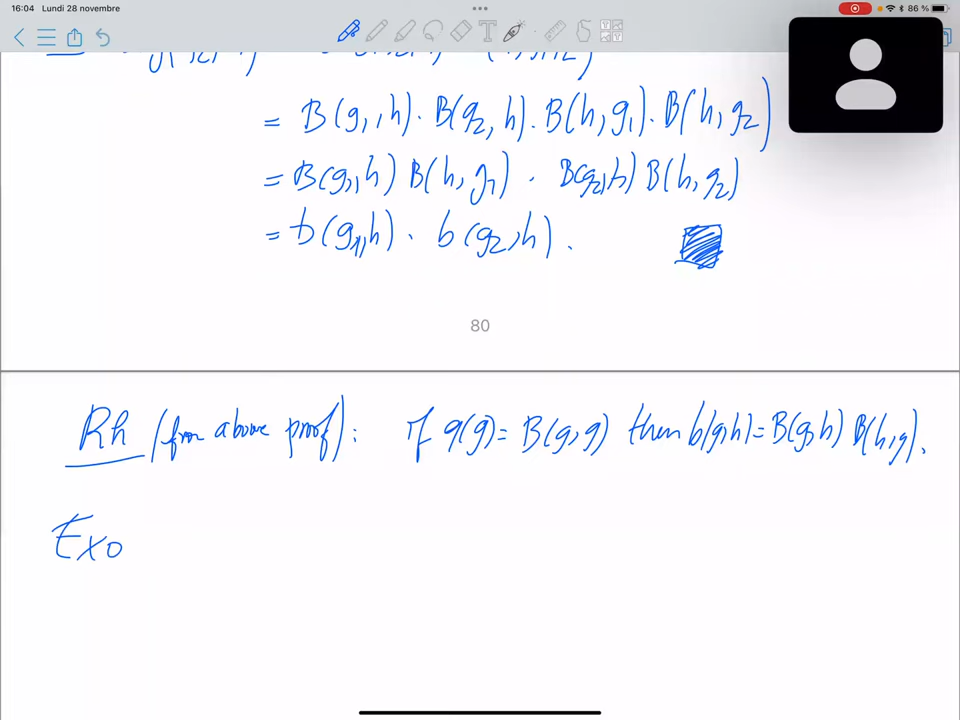 16:04 Lundi 28 novembre 86 %
= B(g₁,h)·B(g₂,h)·B(h,g₁)·B(h,g₂)
= B(g₁,h) B(h,g₁) · B(g₂,h) B(h,g₂)
= b(g₁,h) · b(g₂,h).
80
Rk (from above proof): If q(g)= B(g,g) then b(g,h)=B(g,h) B(h,g).
Exo